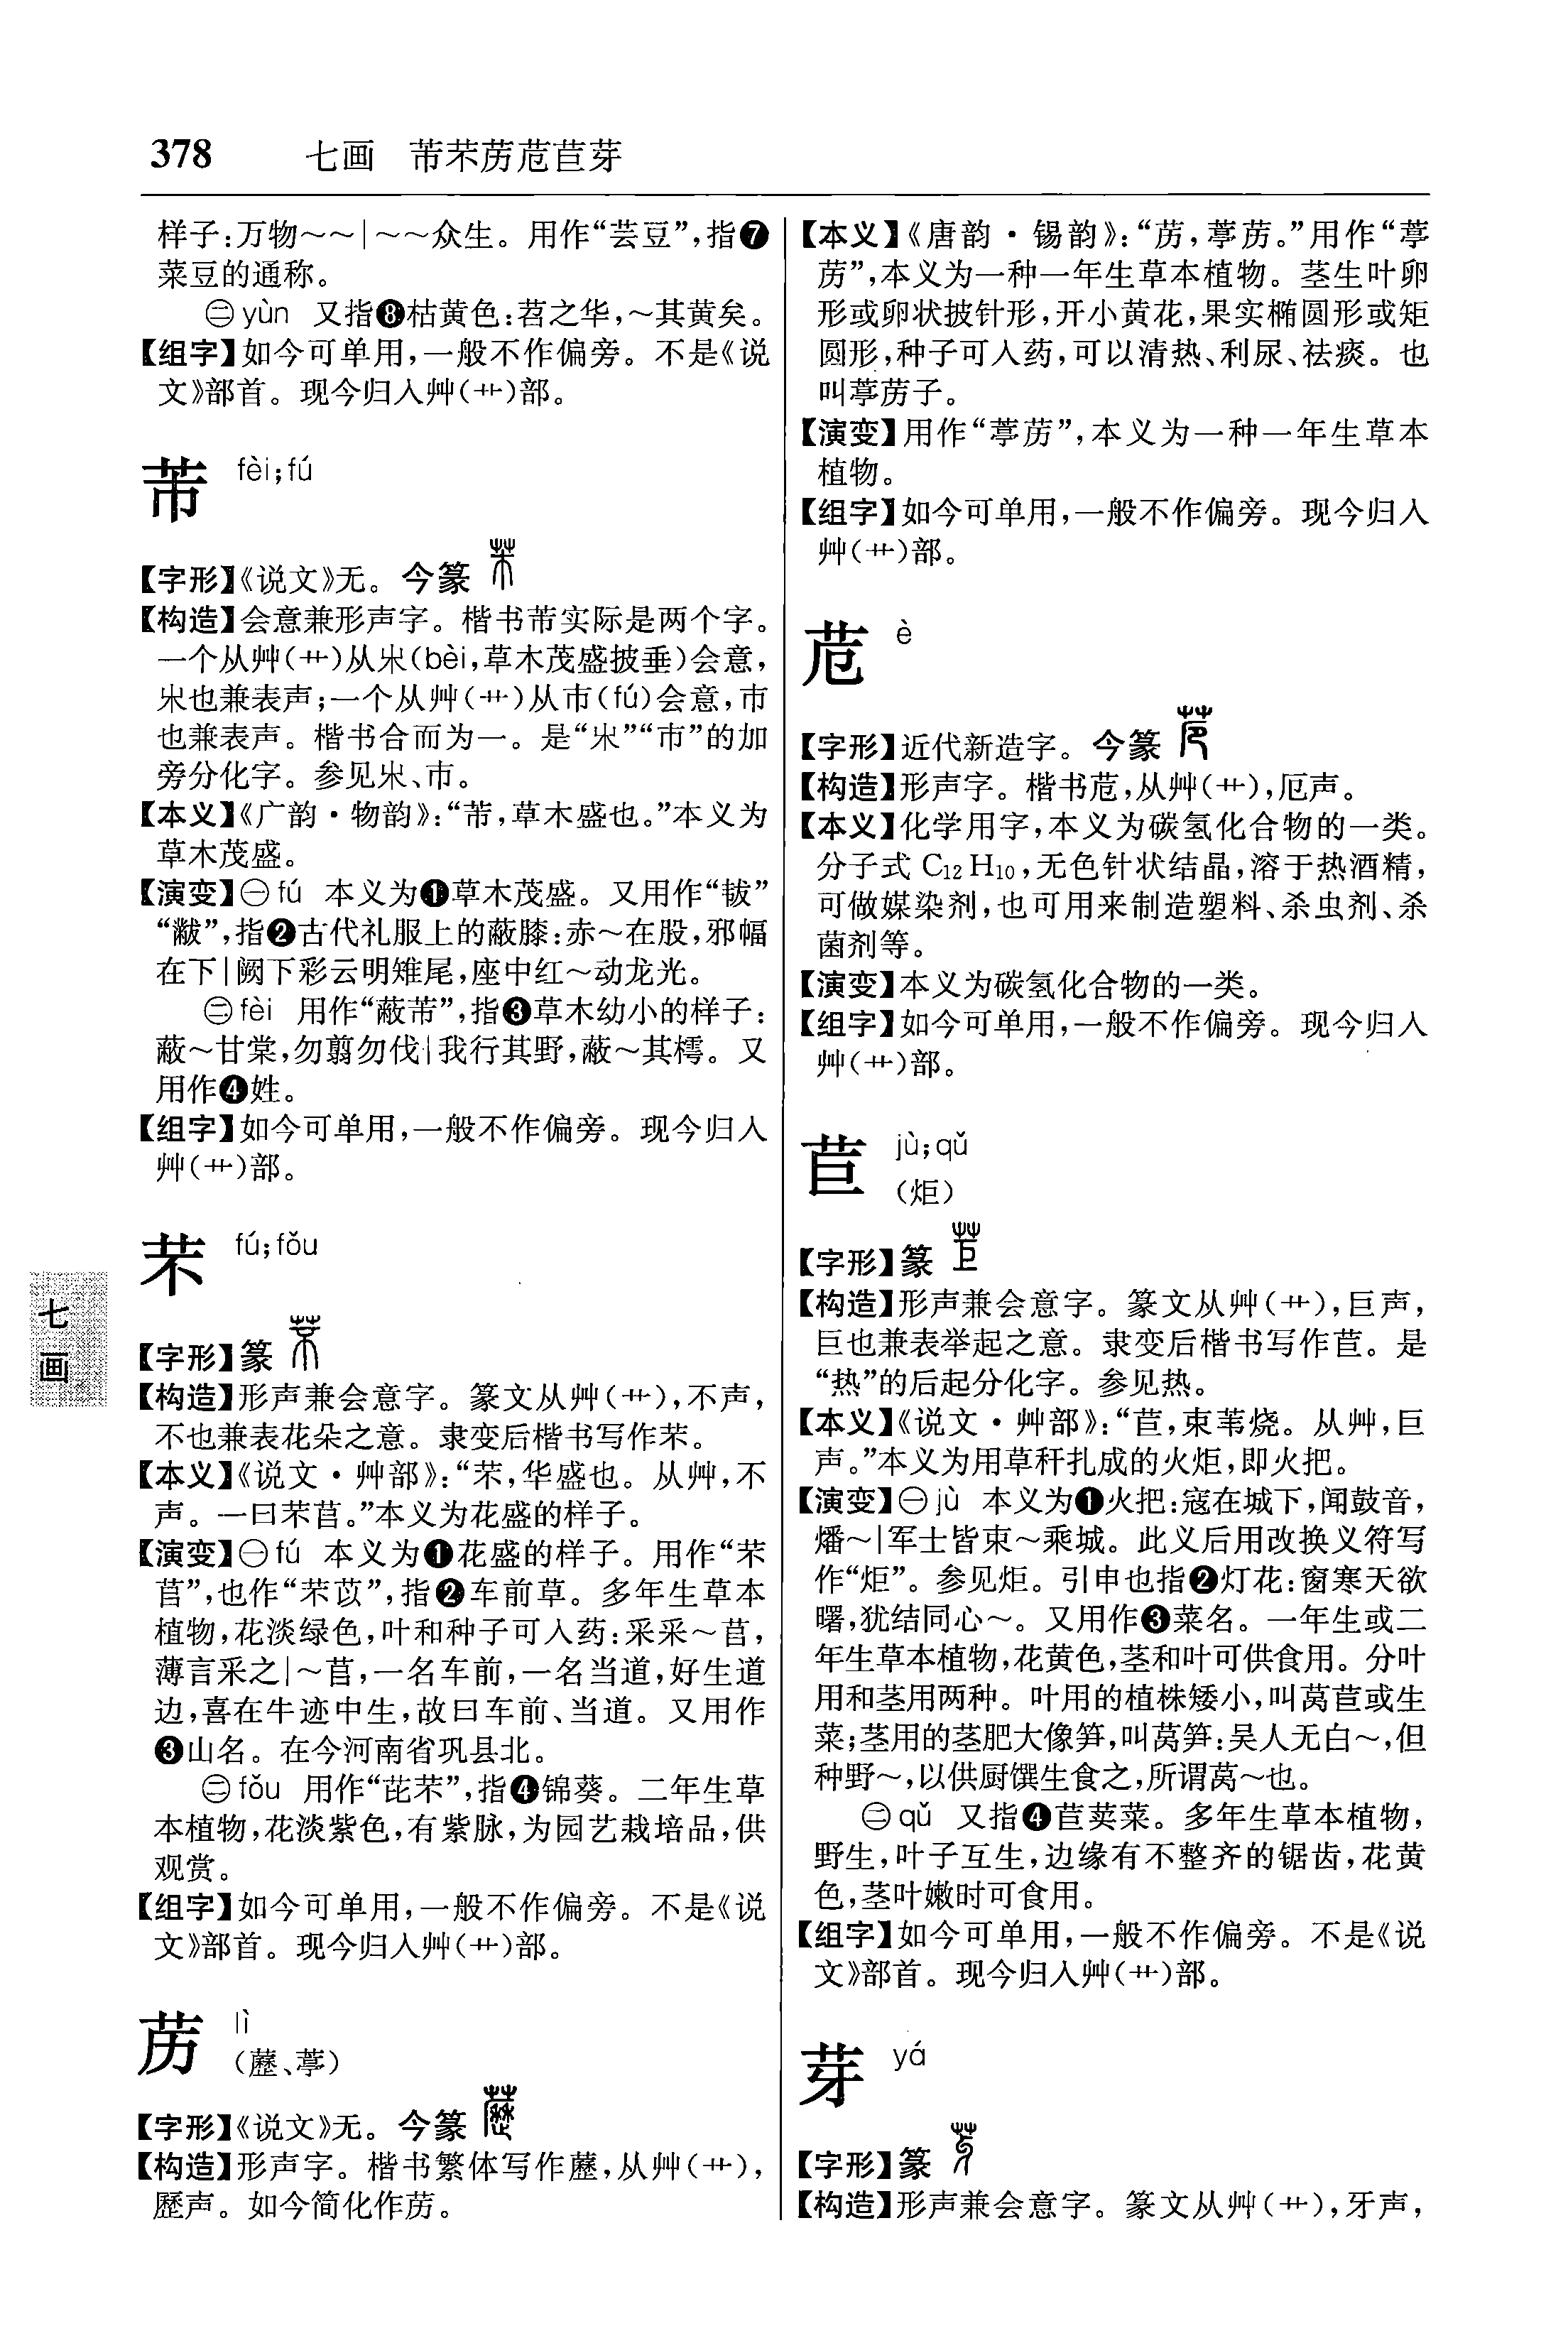 378 七画 芾芣苈苊苣芽
样子:万物～～|～～众生。用作“芸豆”,指❼
菜豆的通称。
㊁yùn 又指❽枯黄色:苕之华,～其黄矣。
【组字】如今可单用,一般不作偏旁。不是《说
文》部首。现今归入艸(艹)部。
芾 fèi;fú
【字形】《说文》无。今篆
【构造】会意兼形声字。楷书芾实际是两个字。
一个从艸(艹)从𣎵(bèi,草木茂盛披垂)会意,
𣎵也兼表声;一个从艸(艹)从巿(fú)会意,巿
也兼表声。楷书合而为一。是“𣎵”“巿”的加
旁分化字。参见𣎵、巿。
【本义】《广韵·物韵》:“芾,草木盛也。”本义为
草木茂盛。
【演变】㊀fú 本义为❶草木茂盛。又用作“韨”
“黻”,指❷古代礼服上的蔽膝:赤～在股,邪幅
在下|阙下彩云明雉尾,座中红～动龙光。
㊁fèi 用作“蔽芾”,指❸草木幼小的样子:
蔽～甘棠,勿翦勿伐|我行其野,蔽～其樗。又
用作❹姓。
【组字】如今可单用,一般不作偏旁。现今归入
艸(艹)部。
芣 fú;fǒu
【字形】篆
【构造】形声兼会意字。篆文从艸(艹),不声,
不也兼表花朵之意。隶变后楷书写作芣。
【本义】《说文·艸部》:“芣,华盛也。从艸,不
声。一曰芣苢。”本义为花盛的样子。
【演变】㊀fú 本义为❶花盛的样子。用作“芣
苢”,也作“芣苡”,指❷车前草。多年生草本
植物,花淡绿色,叶和种子可入药:采采～苢,
薄言采之|～苢,一名车前,一名当道,好生道
边,喜在牛迹中生,故曰车前、当道。又用作
❸山名。在今河南省巩县北。
㊁fǒu 用作“芘芣”,指❹锦葵。二年生草
本植物,花淡紫色,有紫脉,为园艺栽培品,供
观赏。
【组字】如今可单用,一般不作偏旁。不是《说
文》部首。现今归入艸(艹)部。
苈 lì
(藶、葶)
【字形】《说文》无。今篆
【构造】形声字。楷书繁体写作藶,从艸(艹),
歷声。如今简化作苈。
【本义】《唐韵·锡韵》:“苈,葶苈。”用作“葶
苈”,本义为一种一年生草本植物。茎生叶卵
形或卵状披针形,开小黄花,果实椭圆形或矩
圆形,种子可入药,可以清热、利尿、祛痰。也
叫葶苈子。
【演变】用作“葶苈”,本义为一种一年生草本
植物。
【组字】如今可单用,一般不作偏旁。现今归入
艸(艹)部。
苊 è
【字形】近代新造字。今篆
【构造】形声字。楷书苊,从艸(艹),厄声。
【本义】化学用字,本义为碳氢化合物的一类。
分子式C₁₂H₁₀,无色针状结晶,溶于热酒精,
可做媒染剂,也可用来制造塑料、杀虫剂、杀
菌剂等。
【演变】本义为碳氢化合物的一类。
【组字】如今可单用,一般不作偏旁。现今归入
艸(艹)部。
苣 jù;qǔ
(炬)
【字形】篆
【构造】形声兼会意字。篆文从艸(艹),巨声,
巨也兼表举起之意。隶变后楷书写作苣。是
“热”的后起分化字。参见热。
【本义】《说文·艸部》:“苣,束苇烧。从艸,巨
声。”本义为用草秆扎成的火炬,即火把。
【演变】㊀jù 本义为❶火把:寇在城下,闻鼓音,
燔～|军士皆束～乘城。此义后用改换义符写
作“炬”。参见炬。引申也指❷灯花:窗寒天欲
曙,犹结同心～。又用作❸菜名。一年生或二
年生草本植物,花黄色,茎和叶可供食用。分叶
用和茎用两种。叶用的植株矮小,叫莴苣或生
菜;茎用的茎肥大像笋,叫莴笋:吴人无白～,但
种野～,以供厨馔生食之,所谓莴～也。
㊁qǔ 又指❹苣荬菜。多年生草本植物,
野生,叶子互生,边缘有不整齐的锯齿,花黄
色,茎叶嫩时可食用。
【组字】如今可单用,一般不作偏旁。不是《说
文》部首。现今归入艸(艹)部。
芽 yá
【字形】篆
【构造】形声兼会意字。篆文从艸(艹),牙声,
七
画